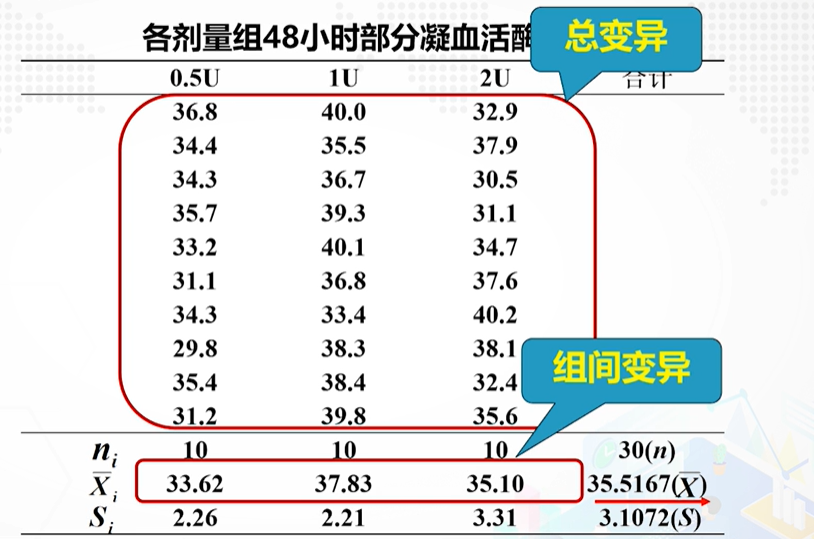 各剂量组48小时部分凝血活酶
总变异
0.5U 1U 2U 合计
36.8 40.0 32.9
34.4 35.5 37.9
34.3 36.7 30.5
35.7 39.3 31.1
33.2 40.1 34.7
31.1 36.8 37.6
34.3 33.4 40.2
29.8 38.3 38.1
35.4 38.4 32.4
31.2 39.8 35.6
组间变异
nᵢ 10 10 10 30(n)
X̄ᵢ 33.62 37.83 35.10 35.5167(X̄)
Sᵢ 2.26 2.21 3.31 3.1072(S)